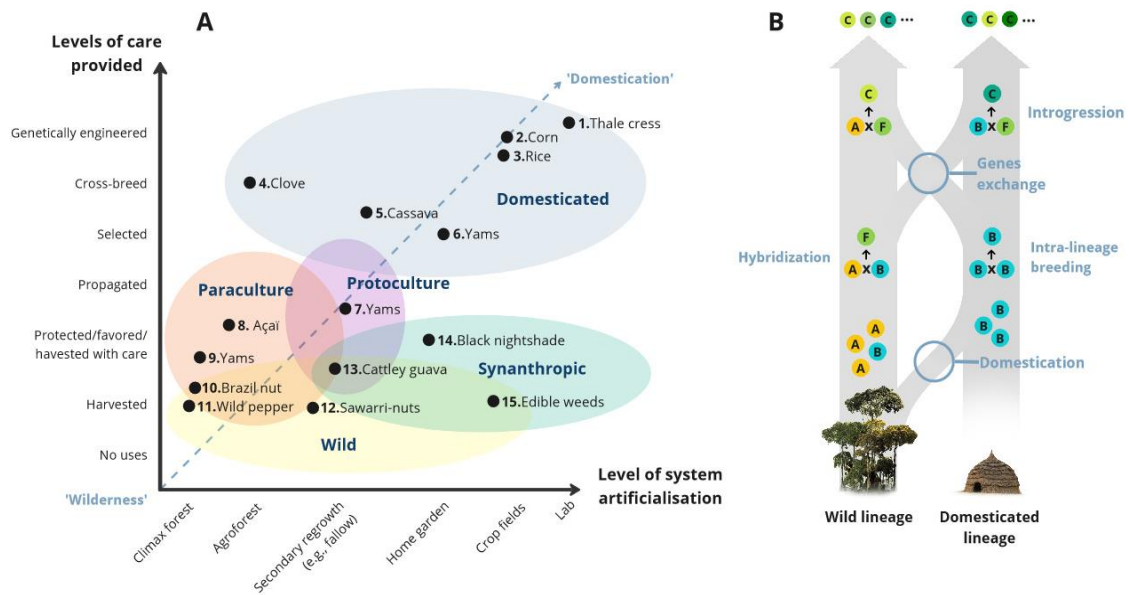 A
Levels of care
provided
'Domestication'
Genetically engineered
Cross-breed
Selected
Propagated
Protected/favored/
havested with care
Harvested
No uses
'Wilderness'
1.Thale cress
2.Corn
3.Rice
4.Clove
Domesticated
5.Cassava
6.Yams
Paraculture
Protoculture
7.Yams
8. Açaï
14.Black nightshade
9.Yams
13.Cattley guava
Synanthropic
10.Brazil nut
11.Wild pepper
12.Sawarri-nuts
15.Edible weeds
Wild
Level of system
artificialisation
Climax forest
Agroforest
Secondary regrowth
(e.g., fallow)
Home garden
Crop fields
Lab
B
C C C ...
C C C ...
C
C
A x F
B x F
Introgression
Genes
exchange
F
B
Hybridization
A x B
B x B
Intra-lineage
breeding
A
A
B
A
B
B
B
Domestication
Wild lineage
Domesticated
lineage